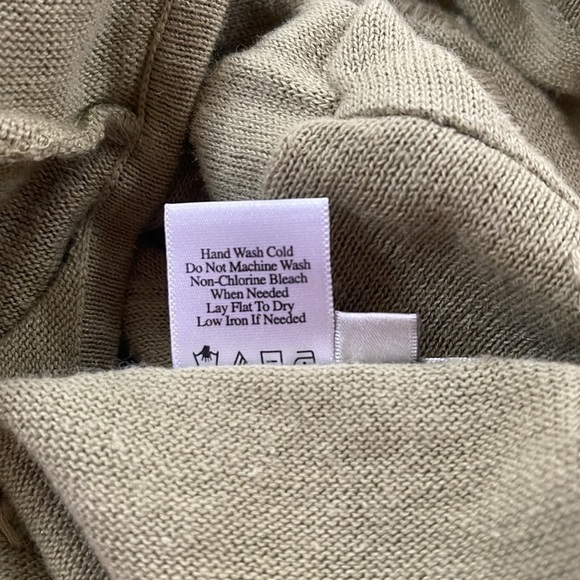 Hand Wash Cold
Do Not Machine Wash
Non-Chlorine Bleach
When Needed
Lay Flat To Dry
Low Iron If Needed